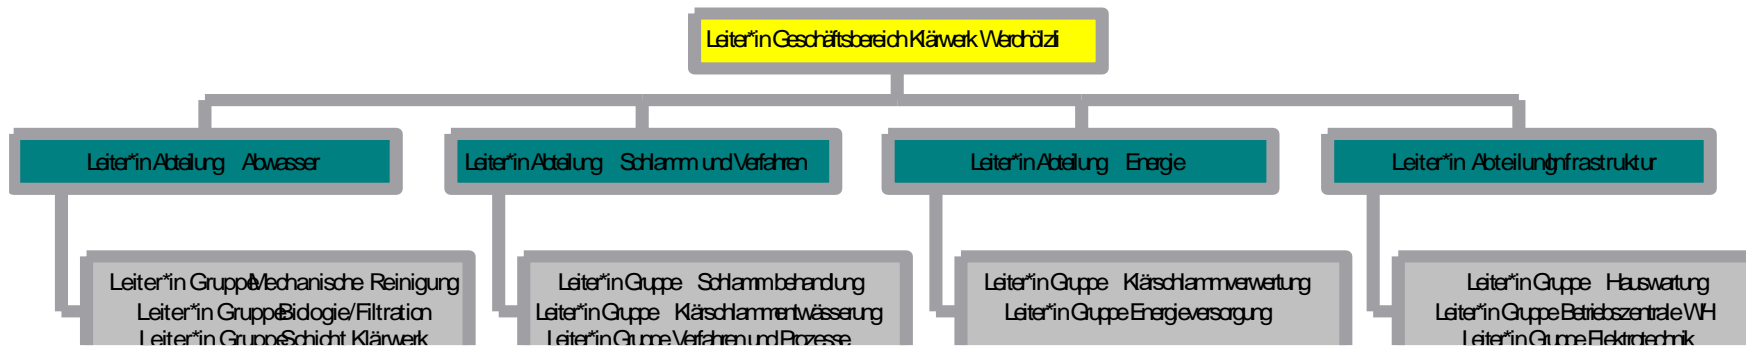 Leiter*in Geschäftsbereich Klärwerk Werdhölzli
Leiter*in Abteilung Abwasser
Leiter*in Abteilung Schlamm und Verfahren
Leiter*in Abteilung Energie
Leiter*in Abteilung Infrastruktur
Leiter*in Gruppe Mechanische Reinigung
Leiter*in Gruppe Biologie/Filtration
Leiter*in Gruppe Schicht Klärwerk
Leiter*in Gruppe Schlammbehandlung
Leiter*in Gruppe Klärschlammentwässerung
Leiter*in Gruppe Verfahren und Prozesse
Leiter*in Gruppe Klärschlammverwertung
Leiter*in Gruppe Energieversorgung
Leiter*in Gruppe Hauswartung
Leiter*in Gruppe Betriebszentrale WH
Leiter*in Gruppe Elektrotechnik